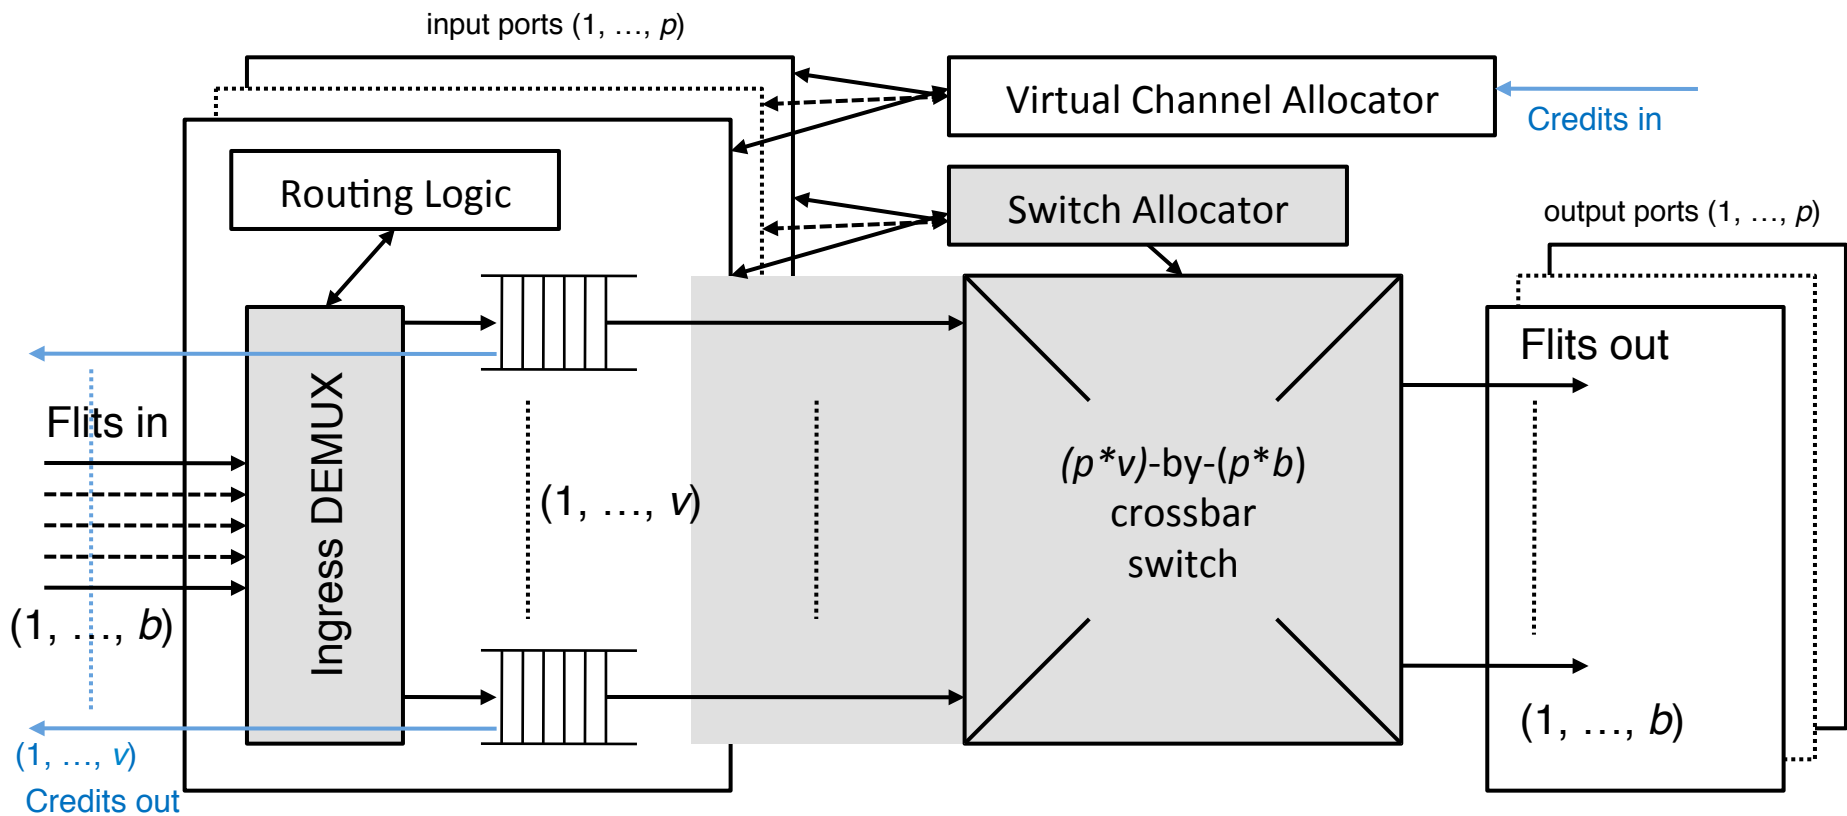 input ports (1, …, p)
Virtual Channel Allocator
Credits in
Routing Logic
Switch Allocator
output ports (1, …, p)
Flits out
Flits in
Ingress DEMUX
(1, …, v)
(p*v)-by-(p*b)
crossbar
switch
(1, …, b)
(1, …, b)
(1, …, v)
Credits out